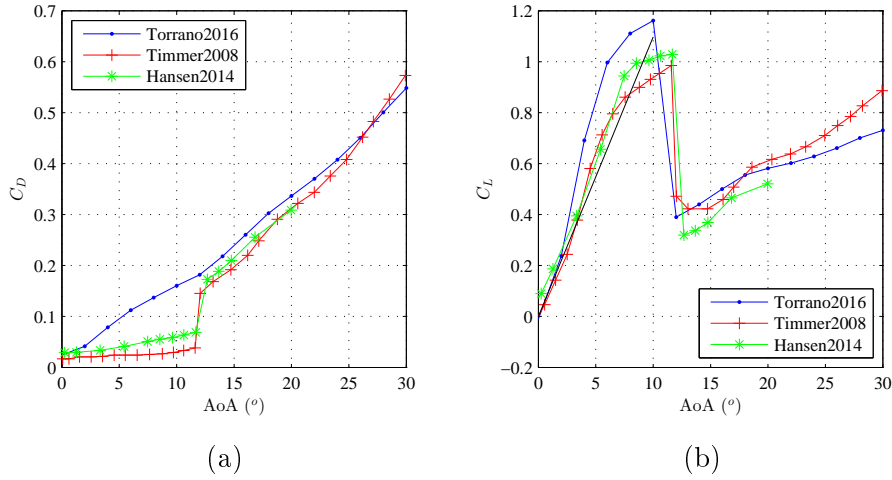 0.7
0.6
0.5
0.4
0.3
0.2
0.1
0
C_D
0 5 10 15 20 25 30
AoA (°)
Torrano2016
Timmer2008
Hansen2014
(a)
1.2
1
0.8
0.6
0.4
0.2
0
−0.2
C_L
0 5 10 15 20 25 30
AoA (°)
Torrano2016
Timmer2008
Hansen2014
(b)